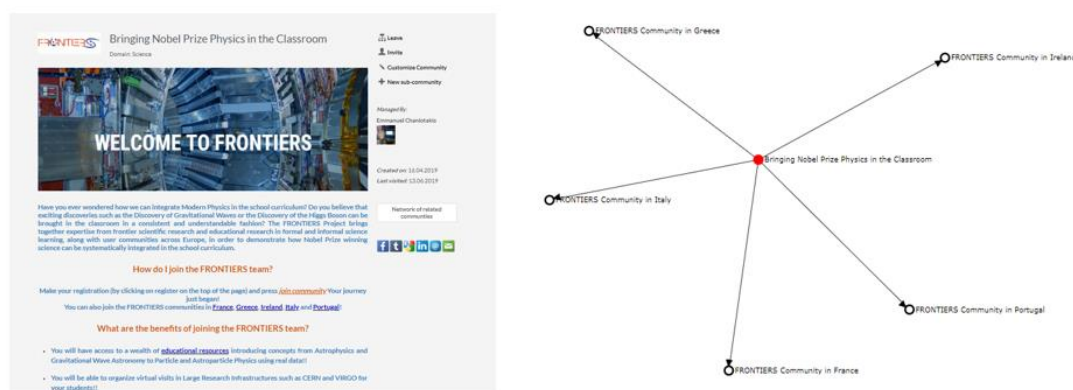 FRONTIERS
Bringing Nobel Prize Physics in the Classroom
Domain Science
WELCOME TO FRONTIERS
Have you ever wondered how we can integrate Modern Physics in the school curriculum? Do you believe that
exciting discoveries such as the Discovery of Gravitational Waves or the Discovery of the Higgs Boson can be
brought in the classroom in a consistent and understandable fashion? The FRONTIERS Project brings
together expertise from frontier scientific research and educational research in formal and informal science
learning, along with user communities across Europe, in order to demonstrate how Nobel Prize winning
science can be systematically integrated in the school curriculum.
How do I join the FRONTIERS team?
Make your registration (by clicking on register on the top of the page) and press join community! Your journey
just began!
You can also join the FRONTIERS communities in France, Greece, Ireland, Italy and Portugal!
What are the benefits of joining the FRONTIERS team?
• You will have access to a wealth of educational resources introducing concepts from Astrophysics and
Gravitational Wave Astronomy to Particle and Astroparticle Physics using real data!!
• You will be able to organize virtual visits in Large Research Infrastructures such as CERN and VIRGO for
your students!!
Leave
Invite
Customize Community
New sub-community
Managed By:
Emmanuel Chaniotakis
Created on: 16.04.2019
Last visited: 13.06.2019
Network of related
communties
FRONTIERS Community in Greece
FRONTIERS Community in Ireland
Bringing Nobel Prize Physics in the Classroom
FRONTIERS Community in Italy
FRONTIERS Community in Portugal
FRONTIERS Community in France